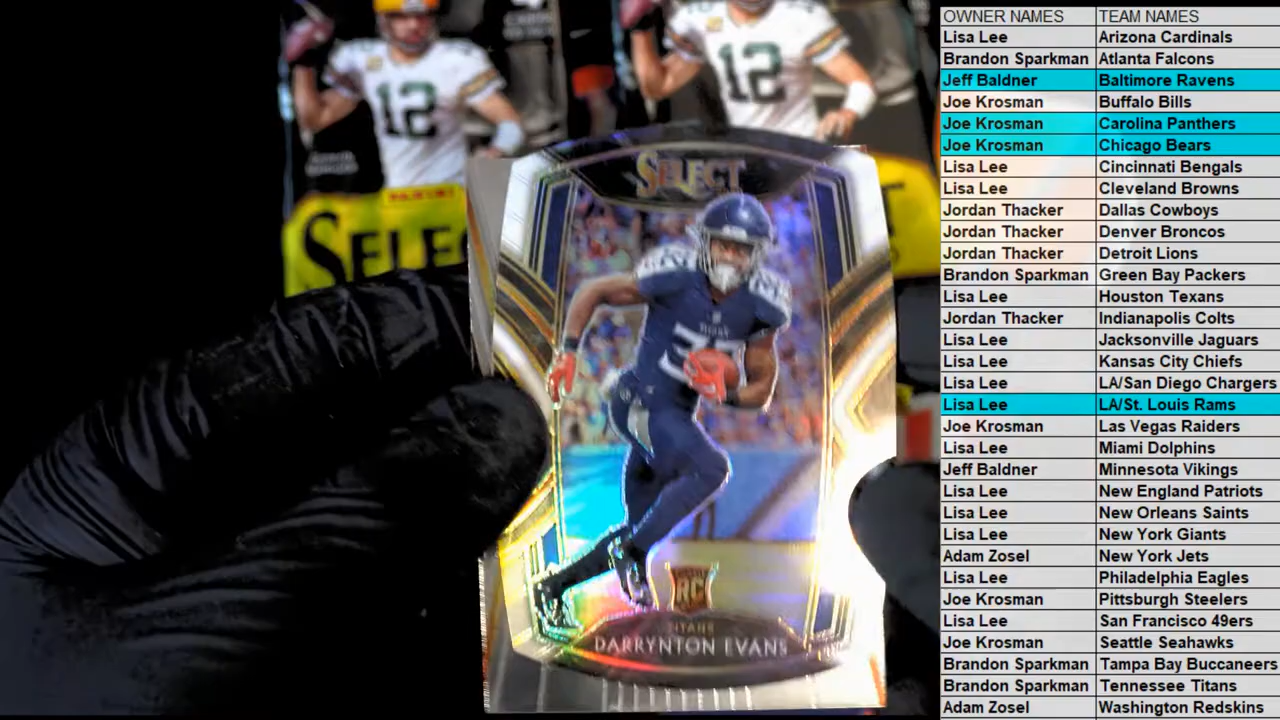 12
12
PANINI
SELEC
SELECT
TITANS
DARRYNTON EVANS
RC
OWNER NAMES TEAM NAMES
Lisa Lee Arizona Cardinals
Brandon Sparkman Atlanta Falcons
Jeff Baldner Baltimore Ravens
Joe Krosman Buffalo Bills
Joe Krosman Carolina Panthers
Joe Krosman Chicago Bears
Lisa Lee Cincinnati Bengals
Lisa Lee Cleveland Browns
Jordan Thacker Dallas Cowboys
Jordan Thacker Denver Broncos
Jordan Thacker Detroit Lions
Brandon Sparkman Green Bay Packers
Lisa Lee Houston Texans
Jordan Thacker Indianapolis Colts
Lisa Lee Jacksonville Jaguars
Lisa Lee Kansas City Chiefs
Lisa Lee LA/San Diego Chargers
Lisa Lee LA/St. Louis Rams
Joe Krosman Las Vegas Raiders
Lisa Lee Miami Dolphins
Jeff Baldner Minnesota Vikings
Lisa Lee New England Patriots
Lisa Lee New Orleans Saints
Lisa Lee New York Giants
Adam Zosel New York Jets
Lisa Lee Philadelphia Eagles
Joe Krosman Pittsburgh Steelers
Lisa Lee San Francisco 49ers
Joe Krosman Seattle Seahawks
Brandon Sparkman Tampa Bay Buccaneers
Brandon Sparkman Tennessee Titans
Adam Zosel Washington Redskins